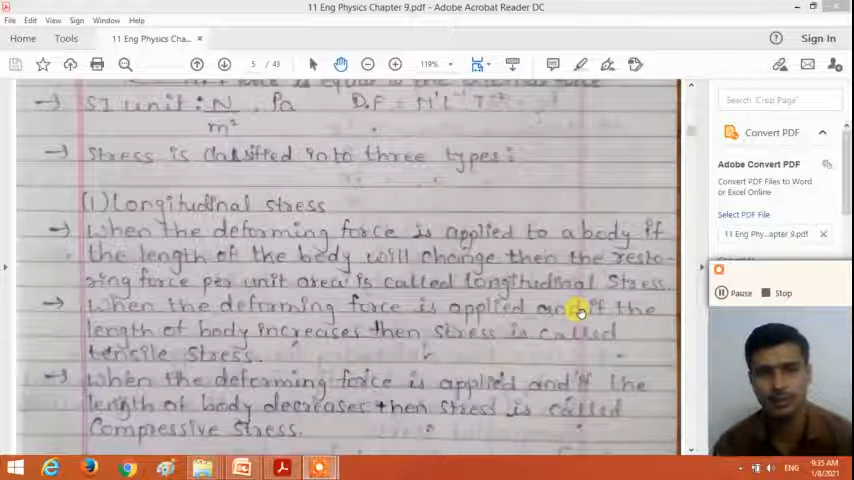 11 Eng Physics Chapter 9.pdf - Adobe Acrobat Reader DC
File Edit View Sign Window Help
Home Tools 11 Eng Physics Cha... × Sign In
5 / 43 119%
→ SI unit : N/m² , Pa D.F = M¹L⁻¹T⁻²
→ Stress is classified into three types:
(1) Longitudinal stress
→ When the deforming force is applied to a body if
the length of the body will change then the resto-
ring force per unit area is called longitudinal stress.
→ When the deforming force is applied and if the
length of body increases then stress is called
tensile stress.
→ When the deforming force is applied and if the
length of body decreases then stress is called
Compressive stress.
Search 'Crop Page'
Convert PDF
Adobe Convert PDF
Convert PDF Files to Word
or Excel Online
Select PDF File
11 Eng Phy...apter 9.pdf ×
Pause Stop
ENG
9:35 AM
1/8/2021